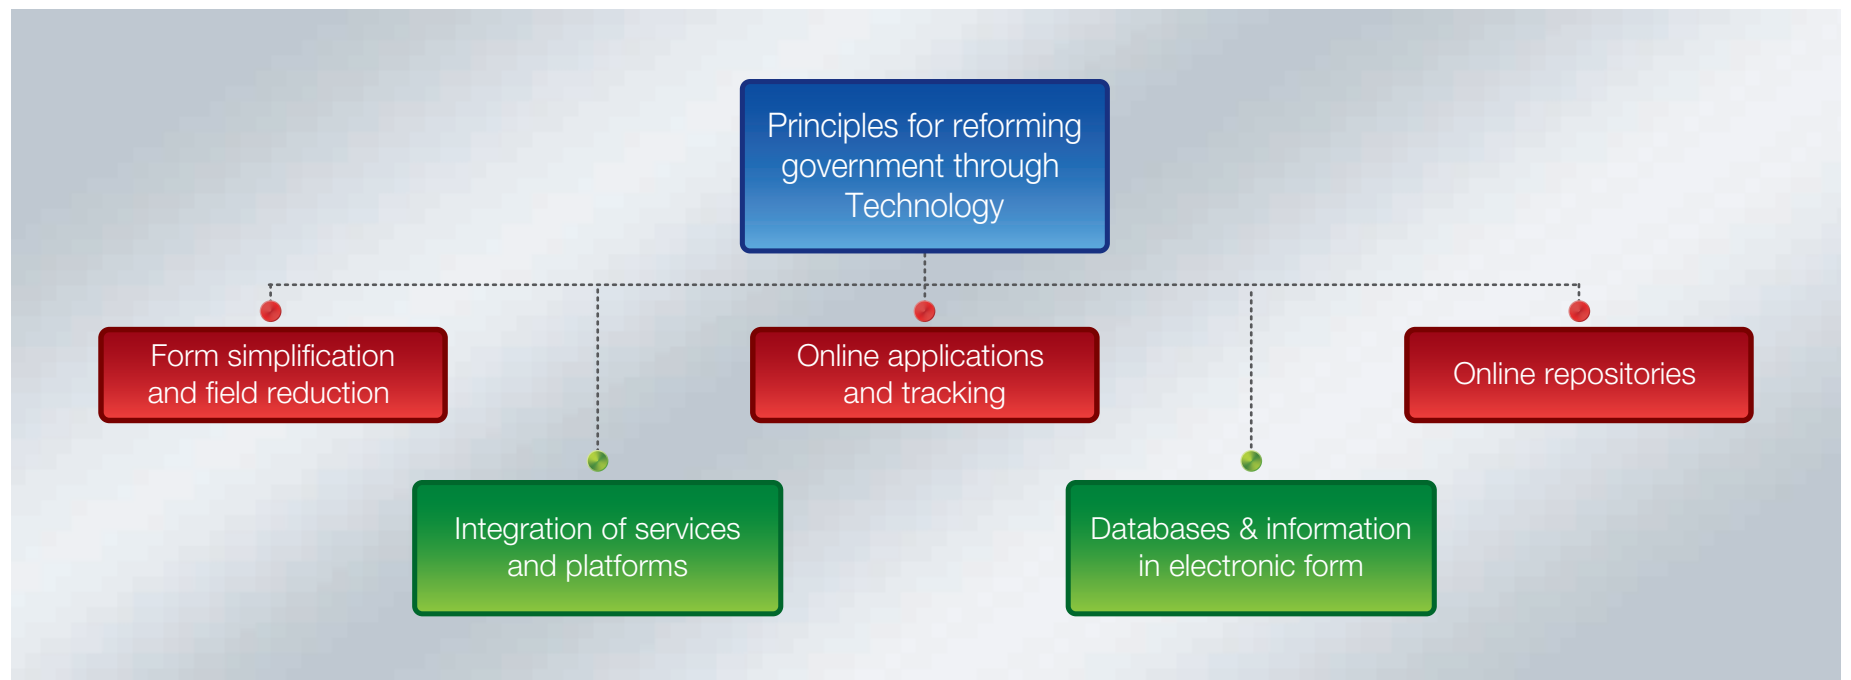 Principles for reforming
government through
Technology
Form simplification
and field reduction
Online applications
and tracking
Online repositories
Integration of services
and platforms
Databases & information
in electronic form